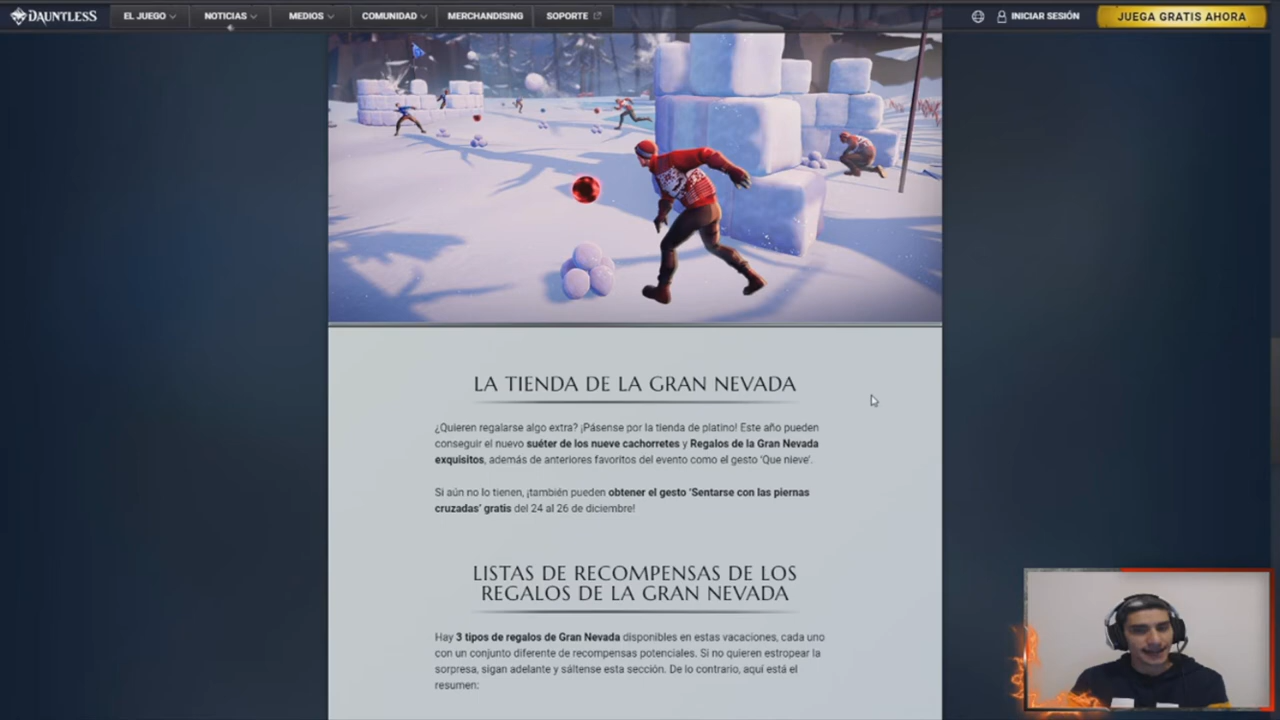 DAUNTLESS
EL JUEGO
NOTICIAS
MEDIOS
COMUNIDAD
MERCHANDISING
SOPORTE
INICIAR SESIÓN
JUEGA GRATIS AHORA
LA TIENDA DE LA GRAN NEVADA
¿Quieren regalarse algo extra? ¡Pásense por la tienda de platino! Este año pueden
conseguir el nuevo suéter de los nueve cachorretes y Regalos de la Gran Nevada
exquisitos, además de anteriores favoritos del evento como el gesto 'Que nieve'.
Si aún no lo tienen, ¡también pueden obtener el gesto 'Sentarse con las piernas
cruzadas' gratis del 24 al 26 de diciembre!
LISTAS DE RECOMPENSAS DE LOS
REGALOS DE LA GRAN NEVADA
Hay 3 tipos de regalos de Gran Nevada disponibles en estas vacaciones, cada uno
con un conjunto diferente de recompensas potenciales. Si no quieren estropear la
sorpresa, sigan adelante y sáltense esta sección. De lo contrario, aquí está el
resumen: